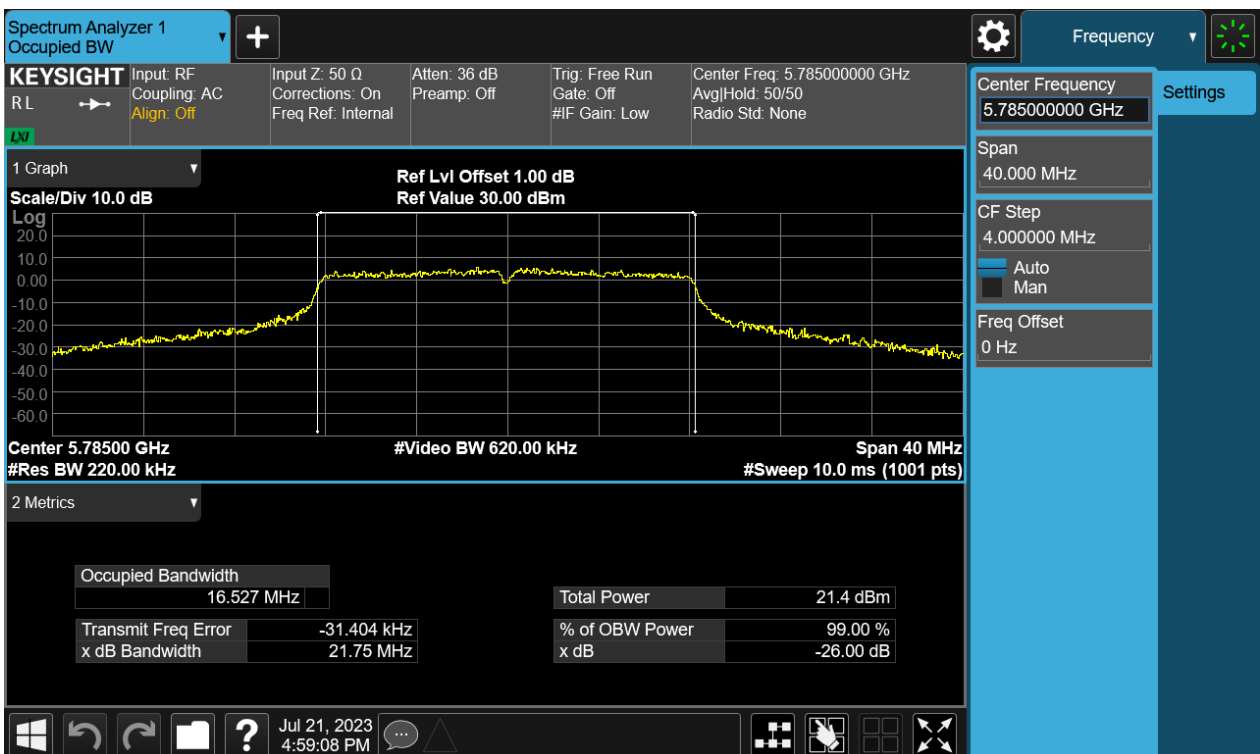 Spectrum Analyzer 1
Occupied BW
Frequency
KEYSIGHT
R L
LXI
Input: RF
Coupling: AC
Align: Off
Input Z: 50 Ω
Corrections: On
Freq Ref: Internal
Atten: 36 dB
Preamp: Off
Trig: Free Run
Gate: Off
#IF Gain: Low
Center Freq: 5.785000000 GHz
Avg|Hold: 50/50
Radio Std: None
Center Frequency
5.785000000 GHz
Settings
Span
40.000 MHz
CF Step
4.000000 MHz
Auto
Man
Freq Offset
0 Hz
1 Graph
Scale/Div 10.0 dB
Ref Lvl Offset 1.00 dB
Ref Value 30.00 dBm
Log
20.0
10.0
0.00
-10.0
-20.0
-30.0
-40.0
-50.0
-60.0
Center 5.78500 GHz
#Video BW 620.00 kHz
Span 40 MHz
#Res BW 220.00 kHz
#Sweep 10.0 ms (1001 pts)
2 Metrics
Occupied Bandwidth
16.527 MHz
Total Power 21.4 dBm
Transmit Freq Error -31.404 kHz
% of OBW Power 99.00 %
x dB Bandwidth 21.75 MHz
x dB -26.00 dB
?
Jul 21, 2023
4:59:08 PM